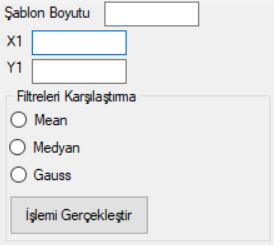 Şablon Boyutu
X1
Y1
Filtreleri Karşılaştırma
Mean
Medyan
Gauss
İşlemi Gerçekleştir